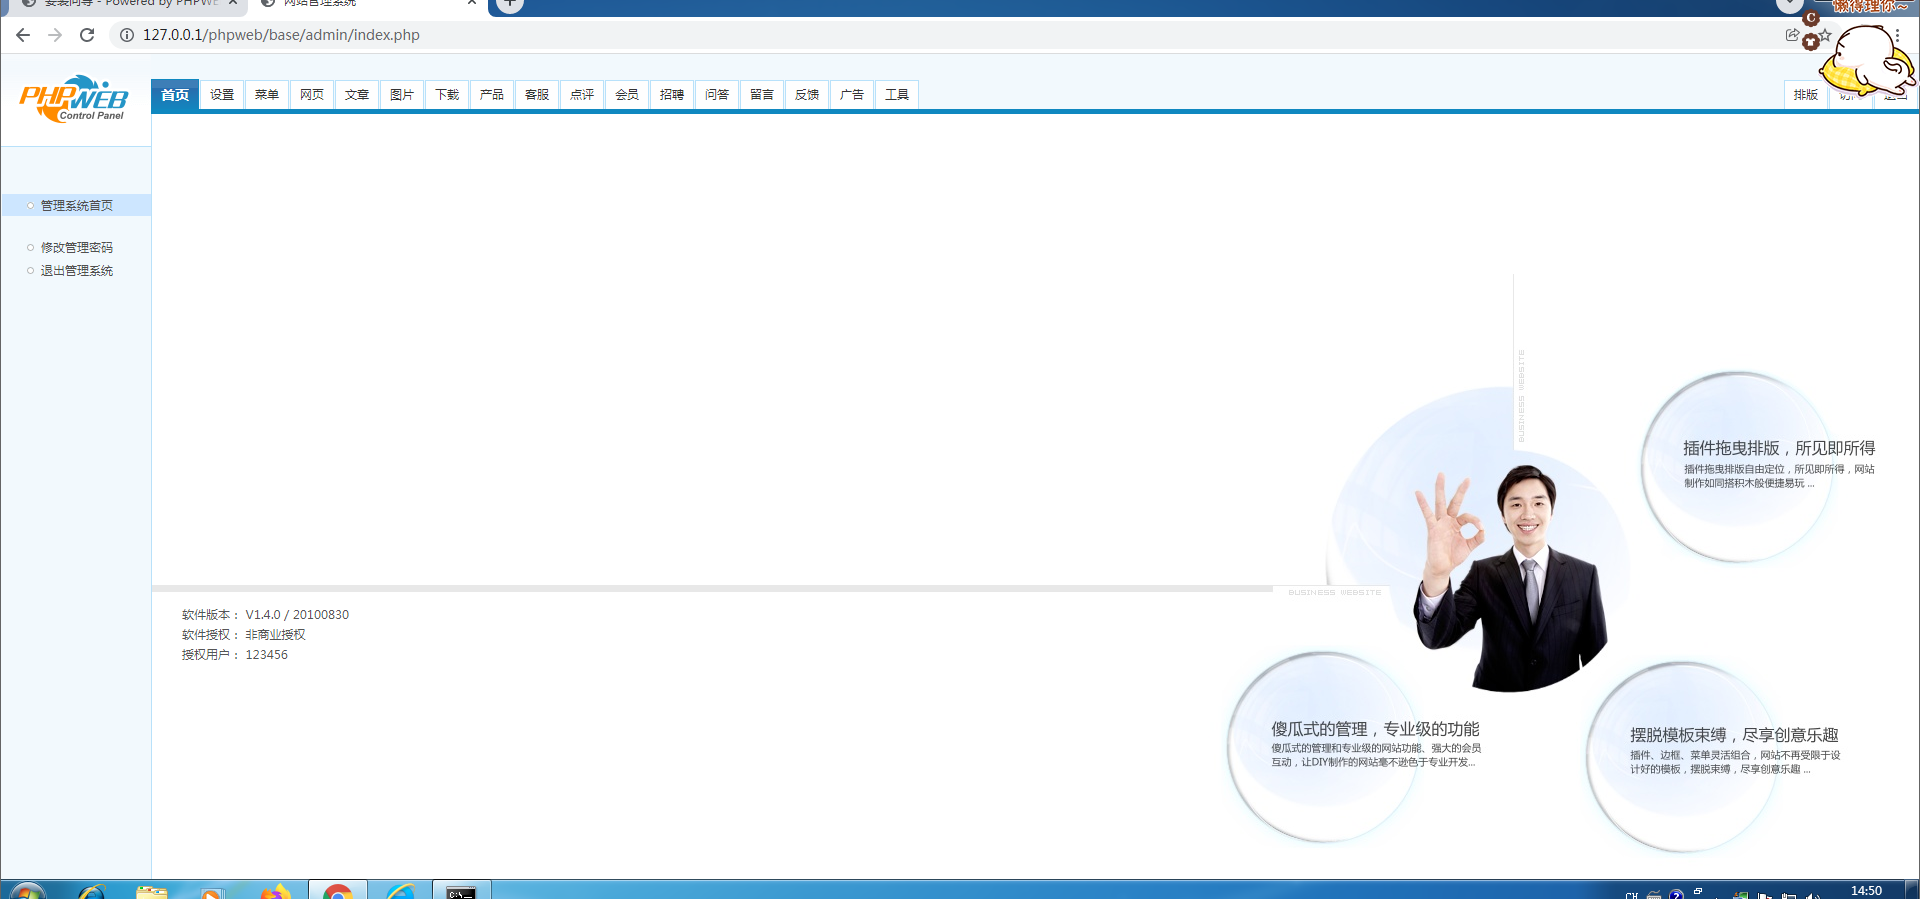 安装向导 - Powered by PHPWE
网站管理系统
懒得理你~
127.0.0.1/phpweb/base/admin/index.php
C
PHPWEB
Control Panel
首页 设置 菜单 网页 文章 图片 下载 产品 客服 点评 会员 招聘 问答 留言 反馈 广告 工具
排版
管理系统首页
修改管理密码
退出管理系统
BUSINESS WEBSITE
插件拖曳排版，所见即所得
插件拖曳排版自由定位，所见即所得，网站
制作如同搭积木般便捷易玩 ...
BUSINESS WEBSITE
软件版本： V1.4.0 / 20100830
软件授权： 非商业授权
授权用户： 123456
傻瓜式的管理，专业级的功能
傻瓜式的管理和专业级的网站功能、强大的会员
互动，让DIY制作的网站毫不逊色于专业开发...
摆脱模板束缚，尽享创意乐趣
插件、边框、菜单灵活组合，网站不再受限于设
计好的模板，摆脱束缚，尽享创意乐趣 ...
C:\.
CH
14:50